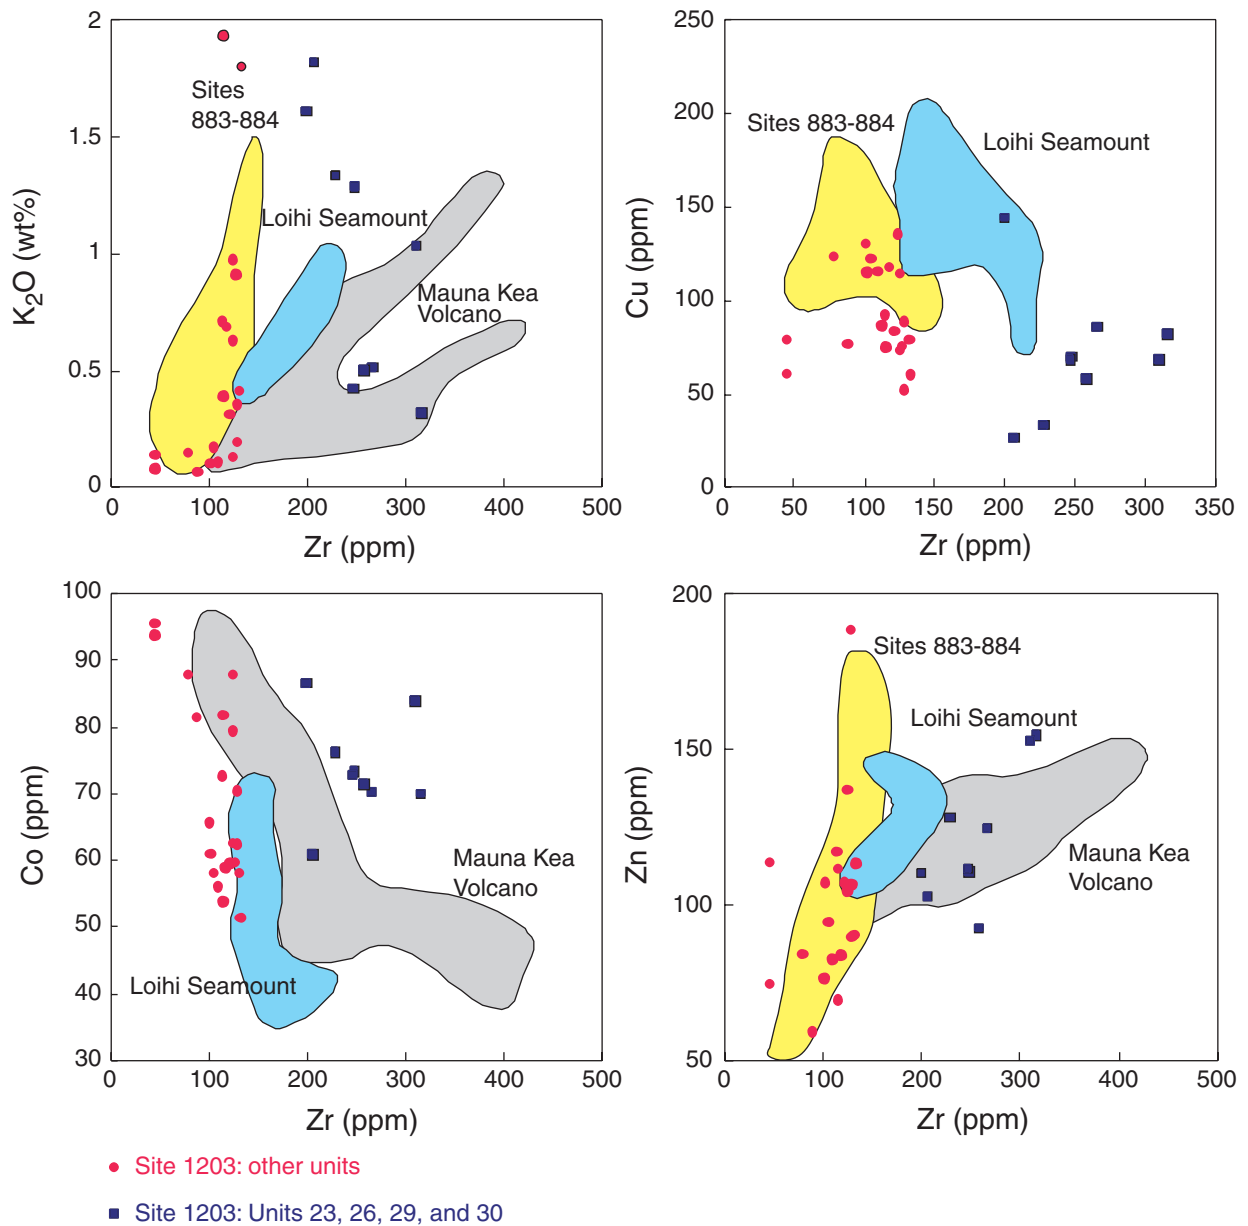 2
1.5
1
0.5
0
K2O (wt%)
Sites
883-884
Loihi Seamount
Mauna Kea
Volcano
0 100 200 300 400 500
Zr (ppm)
250
200
150
100
50
0
Cu (ppm)
Sites 883-884
Loihi Seamount
0 50 100 150 200 250 300 350
Zr (ppm)
100
90
80
70
60
50
40
30
Co (ppm)
Mauna Kea
Volcano
Loihi Seamount
0 100 200 300 400 500
Zr (ppm)
200
150
100
50
Zn (ppm)
Sites 883-884
Loihi Seamount
Mauna Kea
Volcano
0 100 200 300 400 500
Zr (ppm)
Site 1203: other units
Site 1203: Units 23, 26, 29, and 30